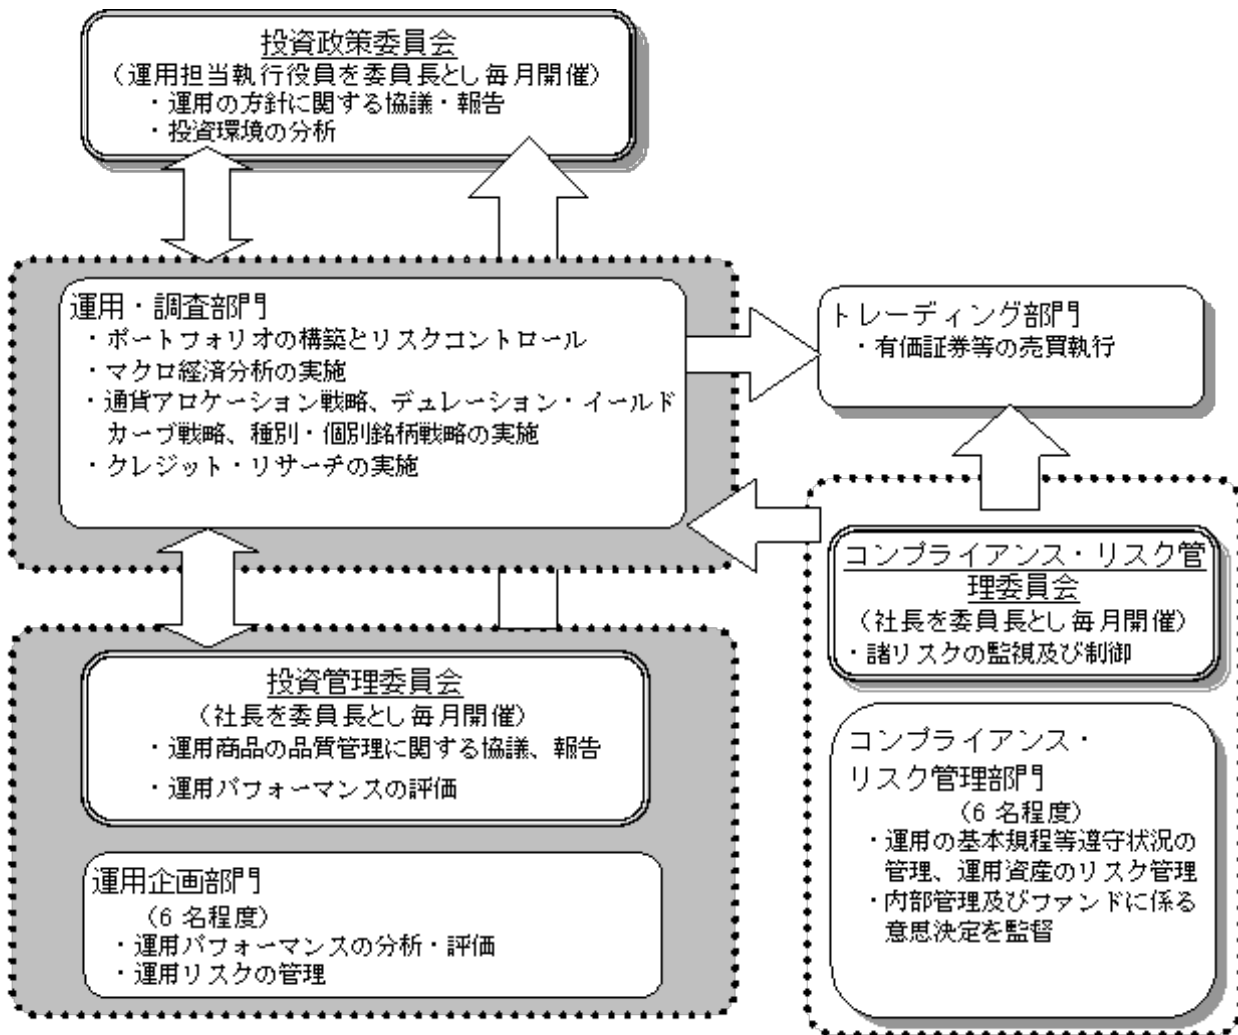 投資政策委員会
（運用担当執行役員を委員長とし毎月開催）
・運用の方針に関する協議・報告
・投資環境の分析
運用・調査部門
・ポートフォリオの構築とリスクコントロール
・マクロ経済分析の実施
・通貨アロケーション戦略、デュレーション・イールド
カーブ戦略、種別・個別銘柄戦略の実施
・クレジット・リサーチの実施
トレーディング部門
・有価証券等の売買執行
コンプライアンス・リスク管
理委員会
（社長を委員長とし毎月開催）
・諸リスクの監視及び制御
投資管理委員会
（社長を委員長とし毎月開催）
・運用商品の品質管理に関する協議、報告
・運用パフォーマンスの評価
コンプライアンス・
リスク管理部門
（6 名程度）
・運用の基本規程等遵守状況の
管理、運用資産のリスク管理
・内部管理及びファンドに係る
意思決定を監督
運用企画部門
（6 名程度）
・運用パフォーマンスの分析・評価
・運用リスクの管理